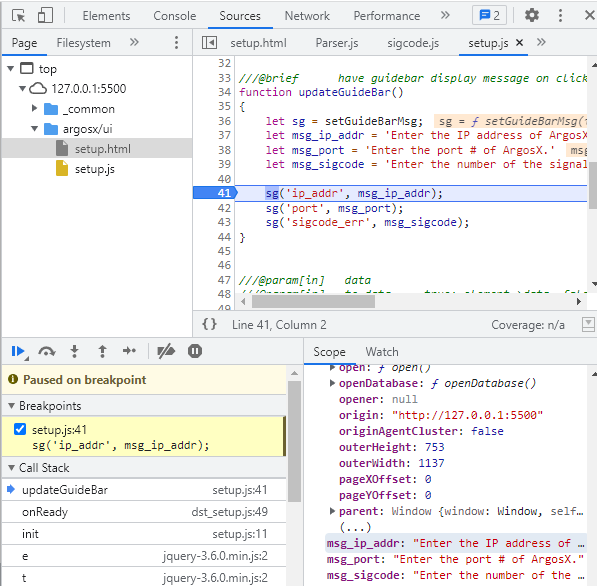 Elements Console Sources Network Performance » 2
Page Filesystem »
setup.html Parser.js sigcode.js setup.js × »
top
127.0.0.1:5500
_common
argosx/ui
setup.html
setup.js
32
33 ///@brief have guidebar display message on click
34 function updateGuideBar()
35 {
36 let sg = setGuideBarMsg; sg = ƒ setGuideBarMsg(
37 let msg_ip_addr = 'Enter the IP address of ArgosX
38 let msg_port = 'Enter the port # of ArgosX.' ms
39 let msg_sigcode = 'Enter the number of the signal
40
41 sg('ip_addr', msg_ip_addr);
42 sg('port', msg_port);
43 sg('sigcode_err', msg_sigcode);
44 }
45
46
47 ///@param[in] data
48
49
{} Line 41, Column 2 Coverage: n/a
Scope Watch
Paused on breakpoint
Breakpoints
setup.js:41
sg('ip_addr', msg_ip_addr);
Call Stack
updateGuideBar setup.js:41
onReady dst_setup.js:49
init setup.js:11
e jquery-3.6.0.min.js:2
t jquery-3.6.0.min.js:2
open: ƒ open()
openDatabase: ƒ openDatabase()
opener: null
origin: "http://127.0.0.1:5500"
originAgentCluster: false
outerHeight: 753
outerWidth: 1137
pageXOffset: 0
pageYOffset: 0
parent: Window {window: Window, self…
(...)
msg_ip_addr: "Enter the IP address of …
msg_port: "Enter the port # of ArgosX."
msg_sigcode: "Enter the number of the …